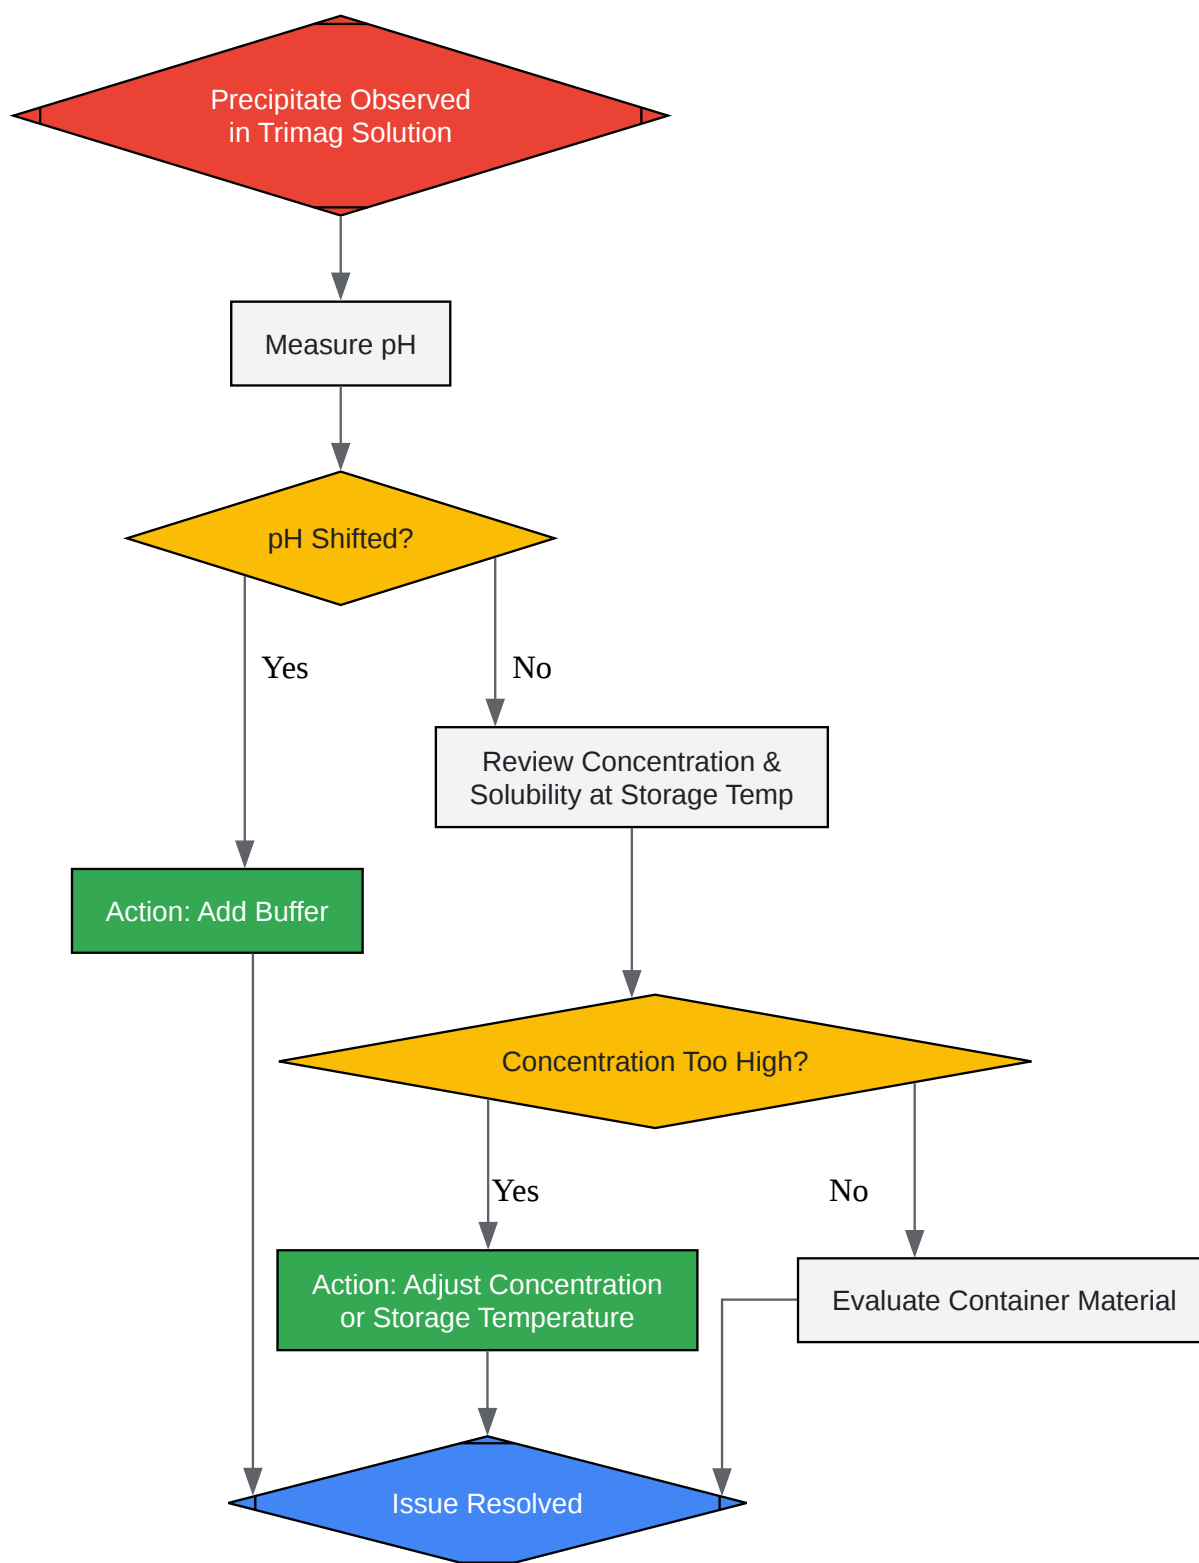 Precipitate Observed
in Trimag Solution
Measure pH
pH Shifted?
Yes
No
Review Concentration &
Solubility at Storage Temp
Action: Add Buffer
Concentration Too High?
Yes
No
Action: Adjust Concentration
or Storage Temperature
Evaluate Container Material
Issue Resolved